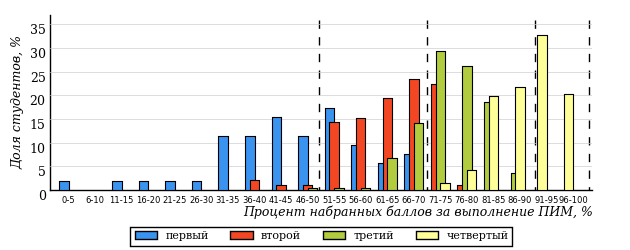 Доля студентов, %
35
30
25
20
15
10
5
0
0-5 6-10 11-15 16-20 21-25 26-30 31-35 36-40 41-45 46-50 51-55 56-60 61-65 66-70 71-75 76-80 81-85 86-90 91-95 96-100
Процент набранных баллов за выполнение ПИМ, %
первый второй третий четвертый